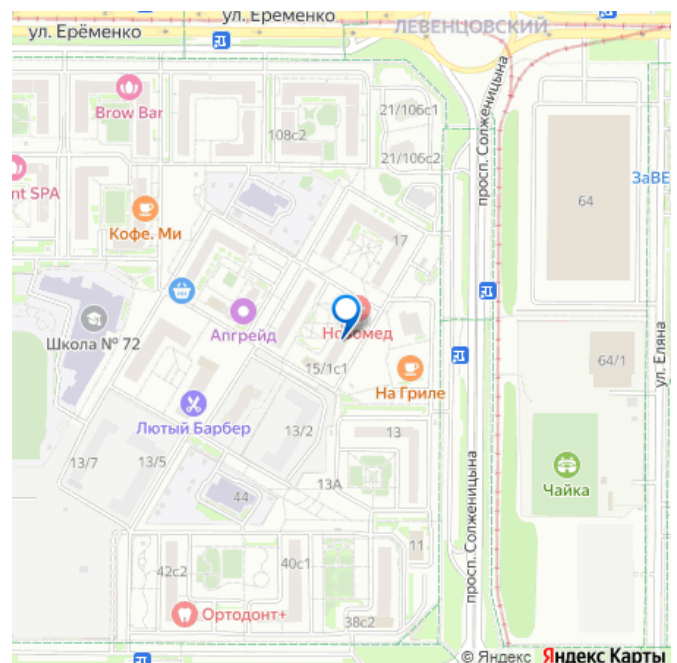 ул. Еременко
ул. Ерёменко
ЛЕВЕНЦОВСКИЙ
Brow Bar
108с2
21/106с1
21/106с2
просп. Солженицына
nt SPA
64
ЗаВЕ
Кофе. Ми
17
Школа № 72
Апгрейд
15/1с1
На Гриле
64/1
ул. Еляна
Лютый Барбер
13/2
13
13/7
13/5
13А
44
Чайка
просп. Солженицына
11
42с2
40с1
Ортодонт+
38с2
© Яндекс Яндекс Карты